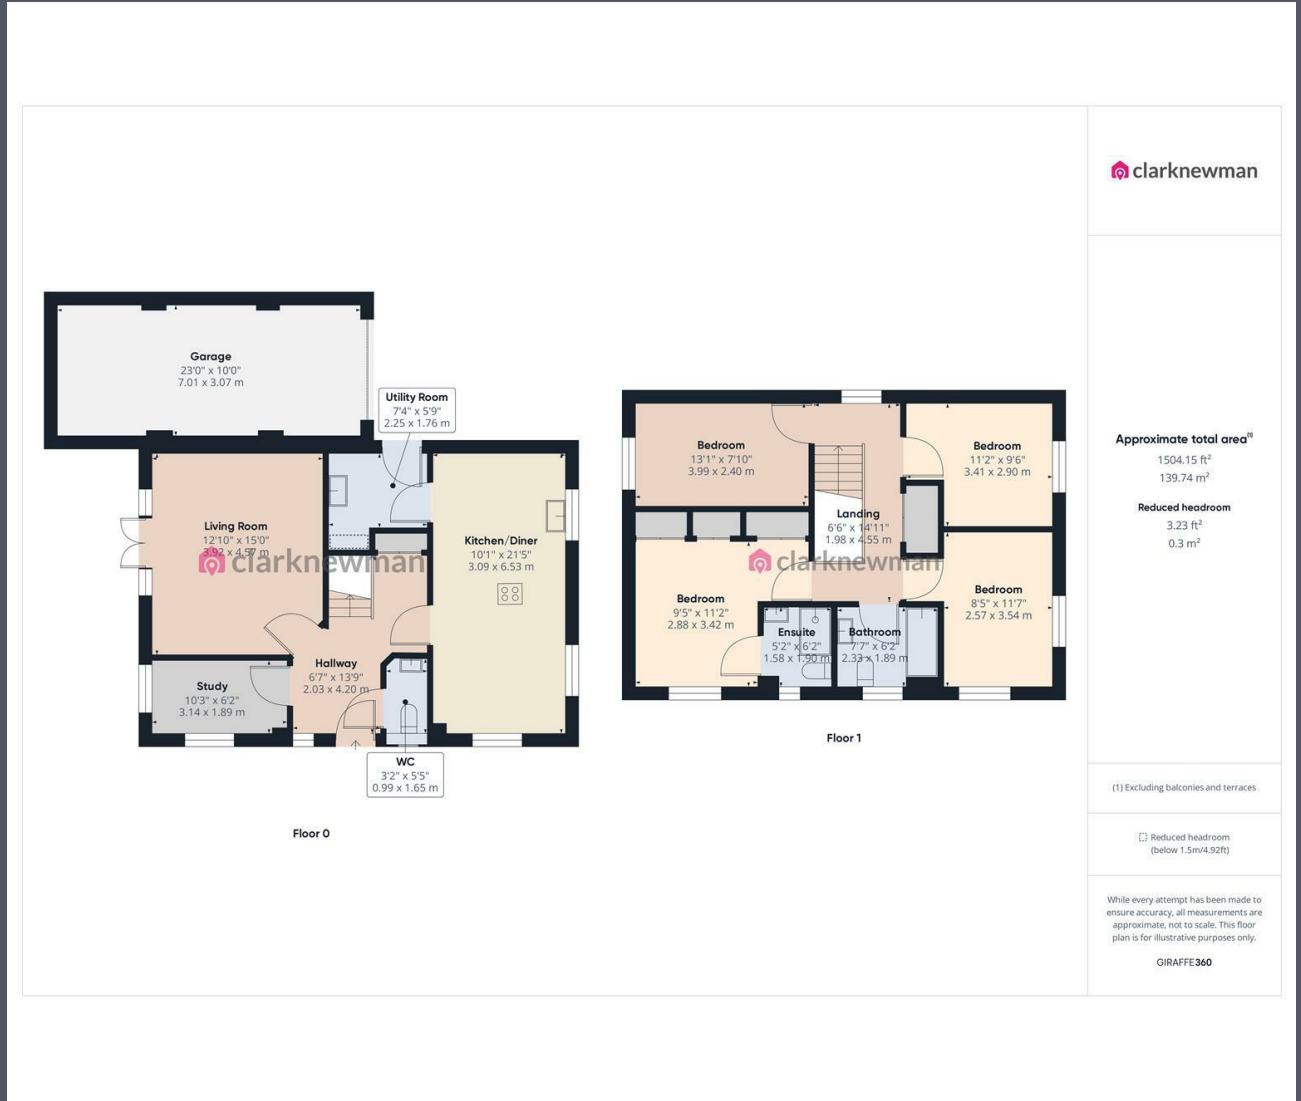 clarknewman
Garage
23'0" x 10'0"
7.01 x 3.07 m
Utility Room
7'4" x 5'9"
2.25 x 1.76 m
Living Room
12'10" x 15'0"
3.92 x 4.57 m
clarknewman
Kitchen/Diner
10'1" x 21'5"
3.09 x 6.53 m
Hallway
6'7" x 13'9"
2.03 x 4.20 m
Study
10'3" x 6'2"
3.14 x 1.89 m
WC
3'2" x 5'5"
0.99 x 1.65 m
Floor 0
Bedroom
13'1" x 7'10"
3.99 x 2.40 m
Bedroom
11'2" x 9'6"
3.41 x 2.90 m
Landing
6'6" x 14'11"
1.98 x 4.55 m
clarknewman
Bedroom
9'5" x 11'2"
2.88 x 3.42 m
Bedroom
8'5" x 11'7"
2.57 x 3.54 m
Ensuite
5'2" x 6'2"
1.58 x 1.90 m
Bathroom
7'7" x 6'2"
2.33 x 1.89 m
Floor 1
Approximate total area(1)
1504.15 ft²
139.74 m²
Reduced headroom
3.23 ft²
0.3 m²
(1) Excluding balconies and terraces
Reduced headroom
(below 1.5m/4.92ft)
While every attempt has been made to
ensure accuracy, all measurements are
approximate, not to scale. This floor
plan is for illustrative purposes only.
GIRAFFE360